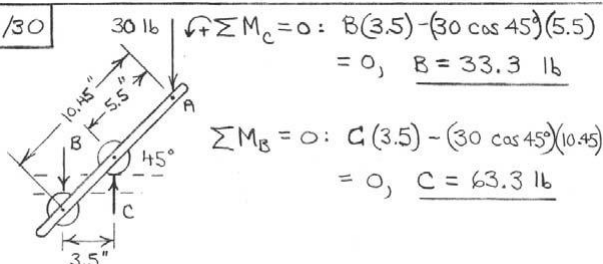 /30
30 lb
↶+ ΣM_C = 0: B(3.5) - (30 cos 45°)(5.5)
= 0, B = 33.3 lb
10.45"
5.5"
A
B
45°
ΣM_B = 0: C(3.5) - (30 cos 45°)(10.45)
= 0, C = 63.3 lb
C
3.5"